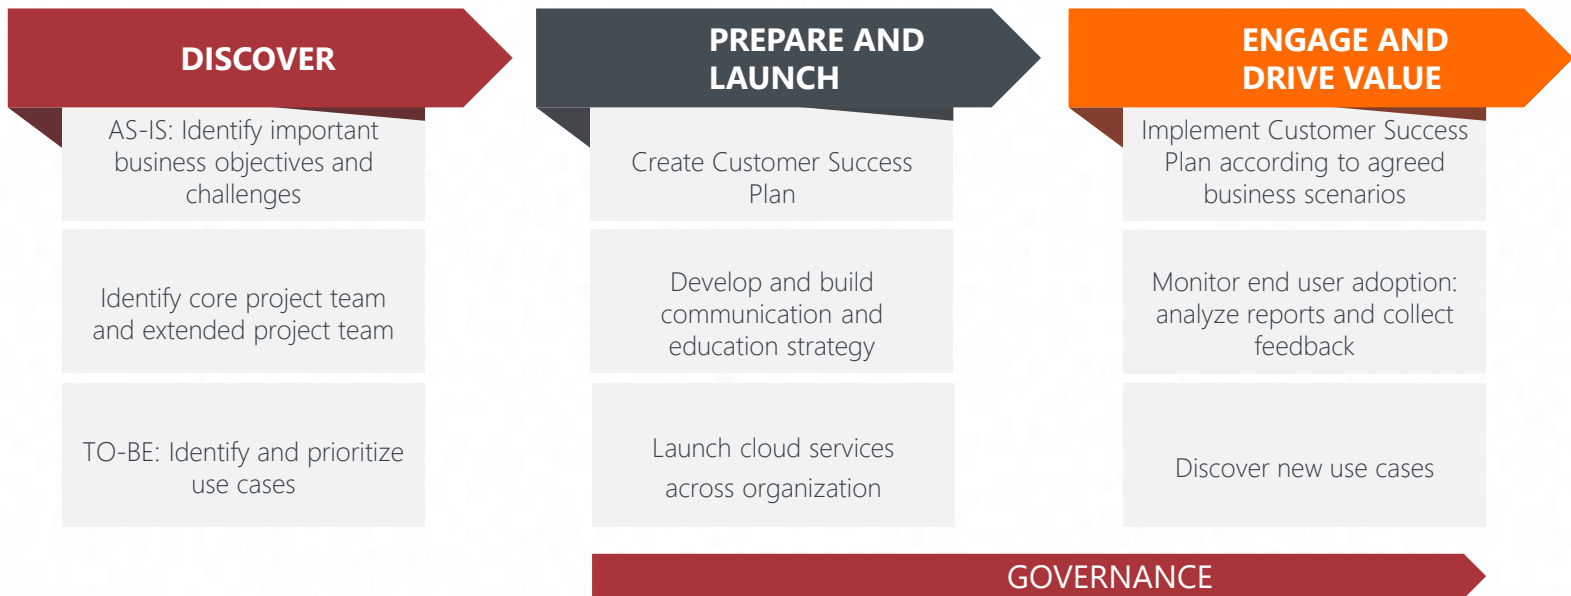 DISCOVER
AS-IS: Identify important
business objectives and
challenges
Identify core project team
and extended project team
TO-BE: Identify and prioritize
use cases
PREPARE AND
LAUNCH
Create Customer Success
Plan
Develop and build
communication and
education strategy
Launch cloud services
across organization
ENGAGE AND
DRIVE VALUE
Implement Customer Success
Plan according to agreed
business scenarios
Monitor end user adoption:
analyze reports and collect
feedback
Discover new use cases
GOVERNANCE